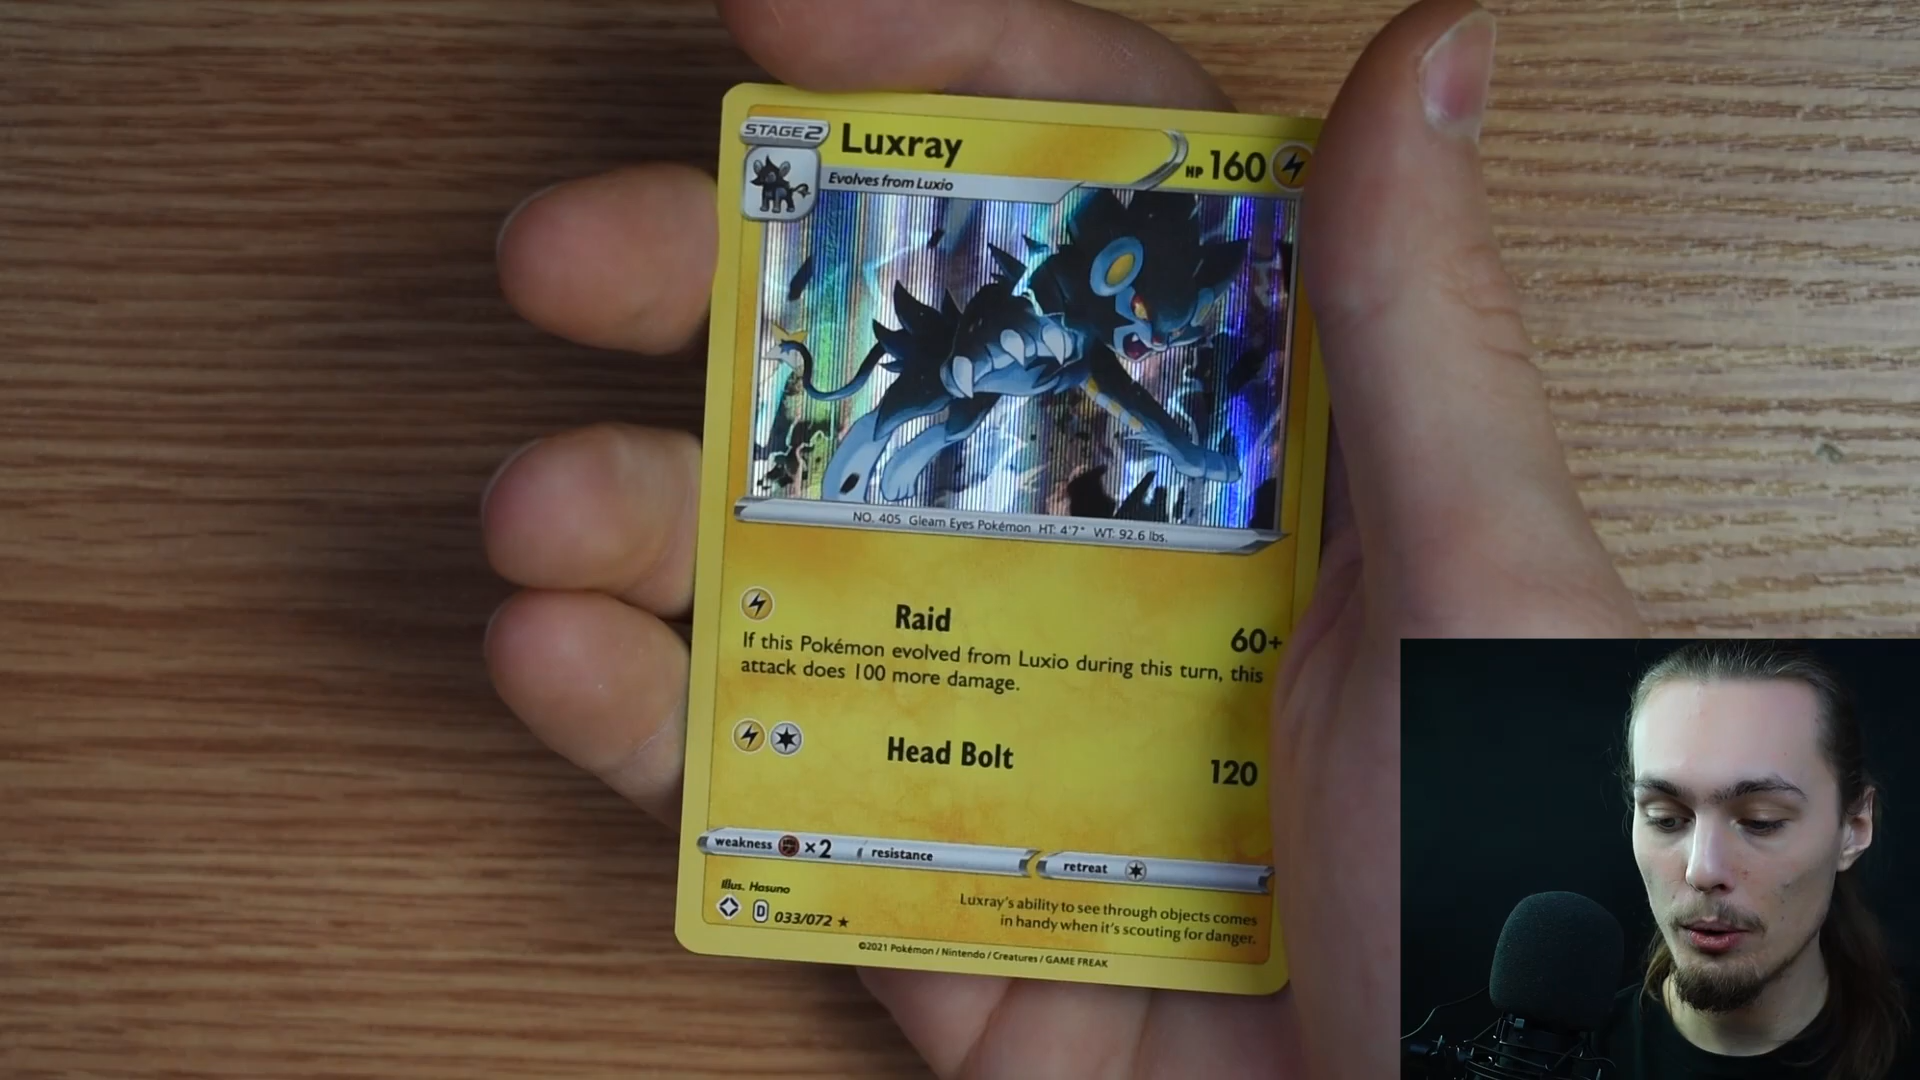 STAGE 2
Luxray
HP 160
Evolves from Luxio
NO. 405 Gleam Eyes Pokémon HT: 4'7" WT: 92.6 lbs.
Raid 60+
If this Pokémon evolved from Luxio during this turn, this
attack does 100 more damage.
Head Bolt 120
weakness ×2 resistance retreat
Illus. Hasuno
D 033/072 ★
Luxray's ability to see through objects comes
in handy when it's scouting for danger.
©2021 Pokémon / Nintendo / Creatures / GAME FREAK